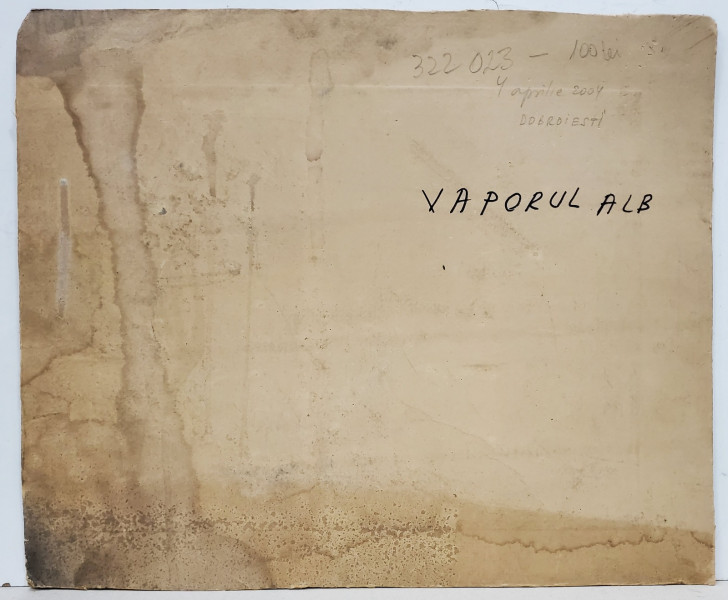 322 023 — 100 lei
4 aprilie 2004
DOBROIESTI
VAPORUL ALB